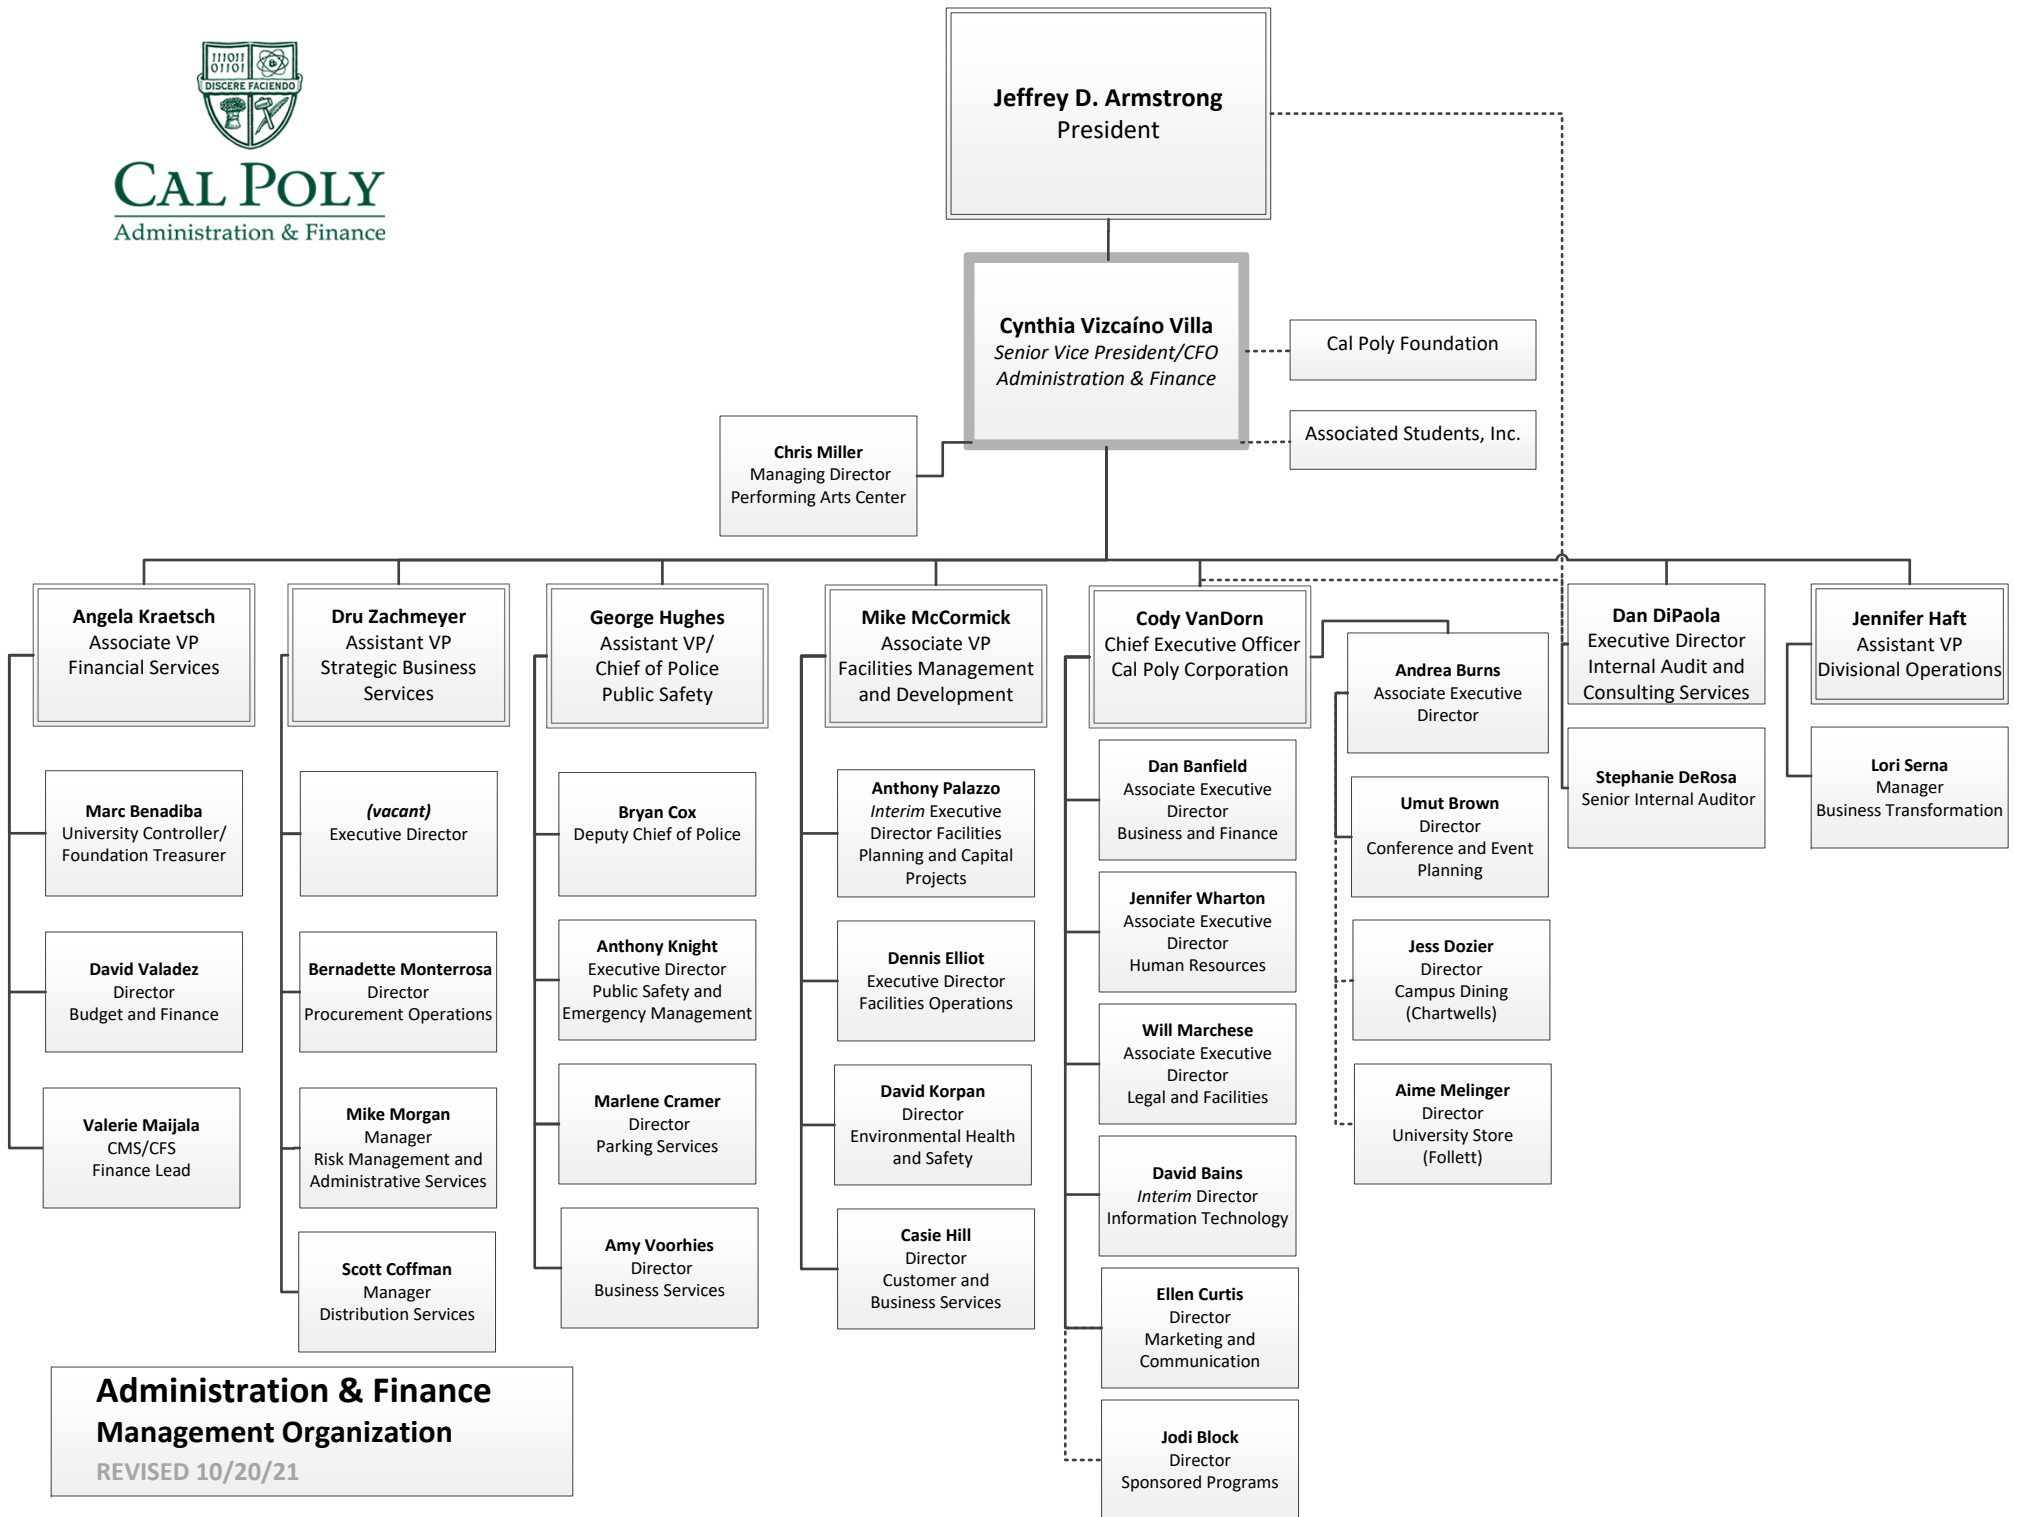 111011
01101
DISCERE FACIENDO
CAL POLY
Administration & Finance
Jeffrey D. Armstrong
President
Cynthia Vizcaíno Villa
Senior Vice President/CFO
Administration & Finance
Cal Poly Foundation
Associated Students, Inc.
Chris Miller
Managing Director
Performing Arts Center
Angela Kraetsch
Associate VP
Financial Services
Marc Benadiba
University Controller/
Foundation Treasurer
David Valadez
Director
Budget and Finance
Valerie Maijala
CMS/CFS
Finance Lead
Dru Zachmeyer
Assistant VP
Strategic Business
Services
(vacant)
Executive Director
Bernadette Monterrosa
Director
Procurement Operations
Mike Morgan
Manager
Risk Management and
Administrative Services
Scott Coffman
Manager
Distribution Services
George Hughes
Assistant VP/
Chief of Police
Public Safety
Bryan Cox
Deputy Chief of Police
Anthony Knight
Executive Director
Public Safety and
Emergency Management
Marlene Cramer
Director
Parking Services
Amy Voorhies
Director
Business Services
Mike McCormick
Associate VP
Facilities Management
and Development
Anthony Palazzo
Interim Executive
Director Facilities
Planning and Capital
Projects
Dennis Elliot
Executive Director
Facilities Operations
David Korpan
Director
Environmental Health
and Safety
Casie Hill
Director
Customer and
Business Services
Cody VanDorn
Chief Executive Officer
Cal Poly Corporation
Dan Banfield
Associate Executive
Director
Business and Finance
Jennifer Wharton
Associate Executive
Director
Human Resources
Will Marchese
Associate Executive
Director
Legal and Facilities
David Bains
Interim Director
Information Technology
Ellen Curtis
Director
Marketing and
Communication
Jodi Block
Director
Sponsored Programs
Andrea Burns
Associate Executive
Director
Umut Brown
Director
Conference and Event
Planning
Jess Dozier
Director
Campus Dining
(Chartwells)
Aime Melinger
Director
University Store
(Follett)
Dan DiPaola
Executive Director
Internal Audit and
Consulting Services
Stephanie DeRosa
Senior Internal Auditor
Jennifer Haft
Assistant VP
Divisional Operations
Lori Serna
Manager
Business Transformation
Administration & Finance
Management Organization
REVISED 10/20/21